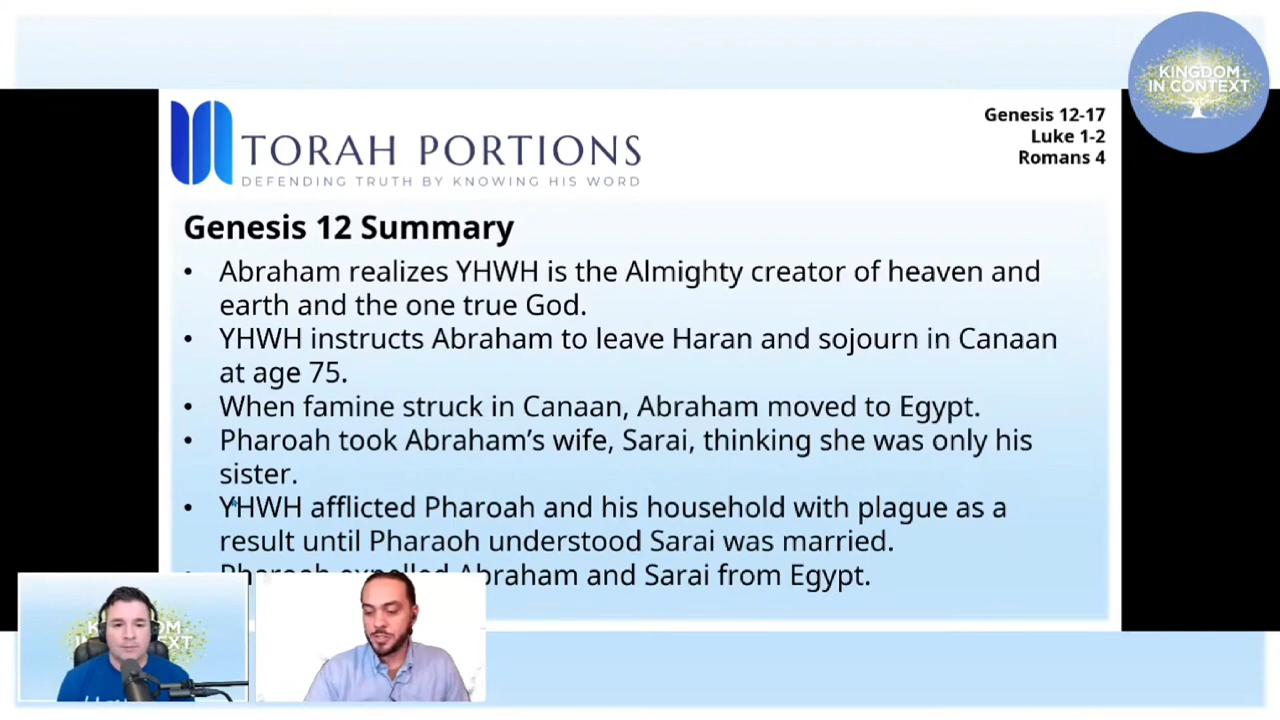 KINGDOM
IN CONTEXT
Genesis 12-17
Luke 1-2
Romans 4
TORAH PORTIONS
DEFENDING TRUTH BY KNOWING HIS WORD
Genesis 12 Summary
• Abraham realizes YHWH is the Almighty creator of heaven and
earth and the one true God.
• YHWH instructs Abraham to leave Haran and sojourn in Canaan
at age 75.
• When famine struck in Canaan, Abraham moved to Egypt.
• Pharoah took Abraham's wife, Sarai, thinking she was only his
sister.
• YHWH afflicted Pharoah and his household with plague as a
result until Pharaoh understood Sarai was married.
• Pharoah expelled Abraham and Sarai from Egypt.